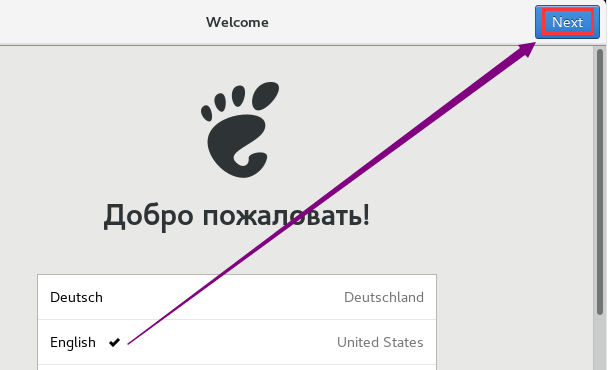 Welcome
Next
Добро пожаловать!
Deutsch Deutschland
English United States